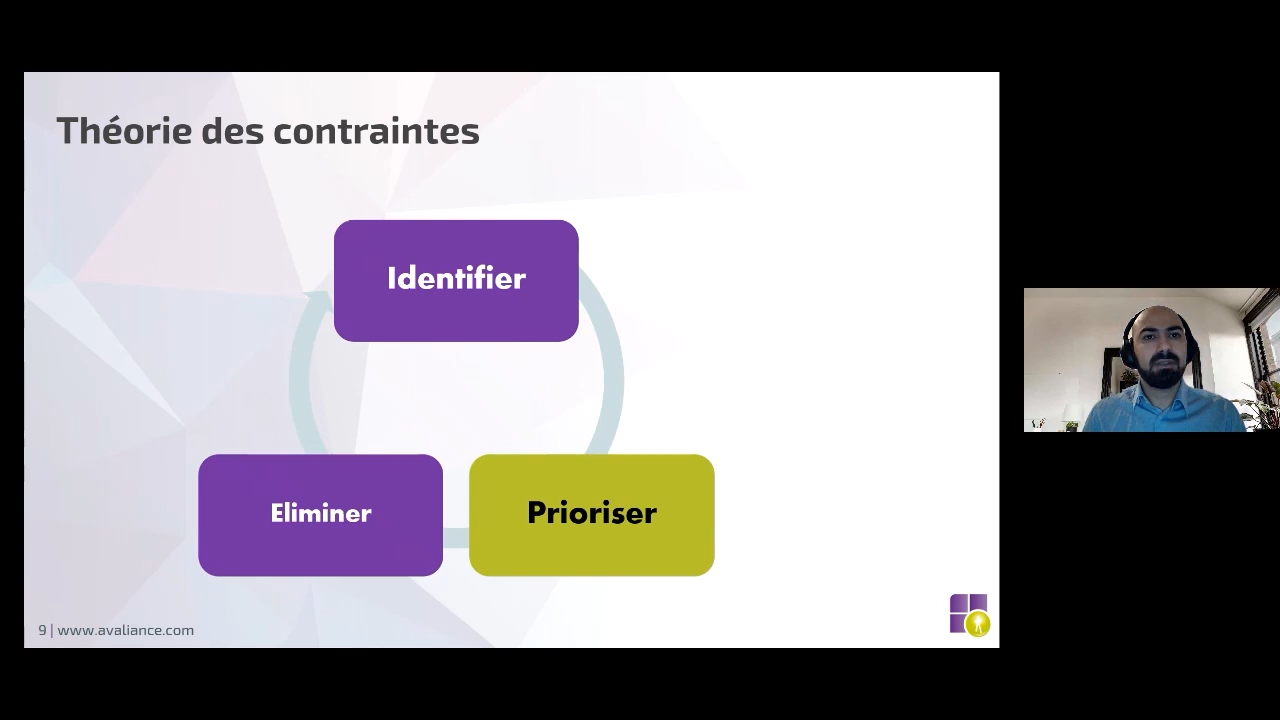 Théorie des contraintes
Identifier
Eliminer
Prioriser
9 | www.avaliance.com